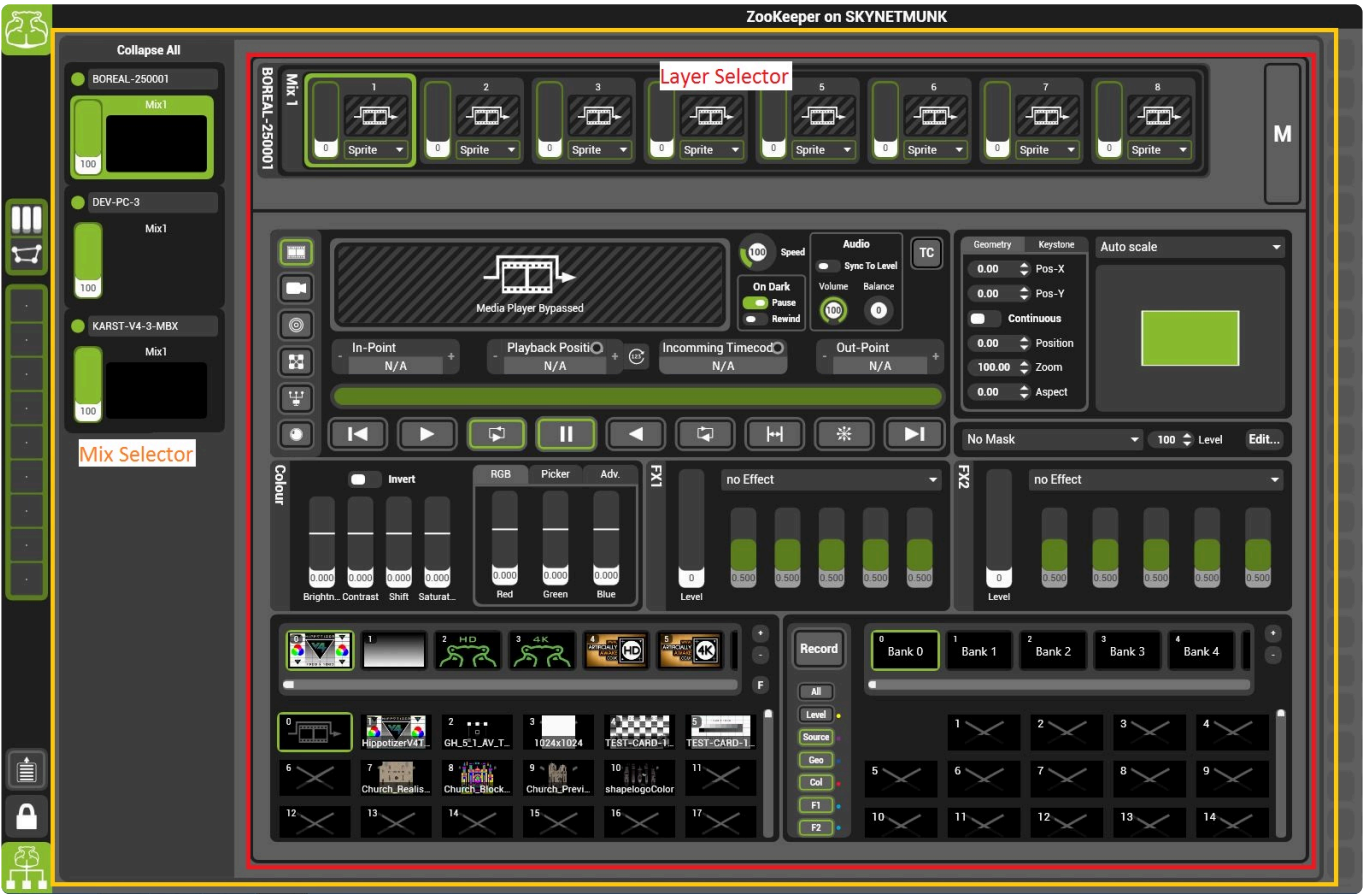 ZooKeeper on SKYNETMUNK
Collapse All
BOREAL-250001
Mix1
100
DEV-PC-3
Mix1
100
KARST-V4-3-MBX
Mix1
100
Mix Selector
BOREAL-250001
Mix 1
Layer Selector
1 2 3 5 6 7 8
0 0 0 0 0 0 0 0
Sprite Sprite Sprite Sprite Sprite Sprite Sprite Sprite
M
Media Player Bypassed
100 Speed
On Dark
Pause
Rewind
Audio
Sync To Level
Volume Balance
100 0
TC
In-Point
N/A
Playback Positi
N/A
123
Incomming Timecod
N/A
Out-Point
N/A
Geometry Keystone
0.00 Pos-X
0.00 Pos-Y
Continuous
0.00 Position
100.00 Zoom
0.00 Aspect
Auto scale
No Mask 100 Level Edit...
Colour
Invert
0.000 0.000 0.000 0.000
Brightn... Contrast Shift Saturat...
RGB Picker Adv.
0.000 0.000 0.000
Red Green Blue
FX1
no Effect
0 0.500 0.500 0.500 0.500 0.500
Level
FX2
no Effect
0 0.500 0.500 0.500 0.500 0.500
Level
0 V4
1
2 HD
3 4K
4 ARTIFICIALLY AWAKE .COM HD
5 ARTIFICIALLY AWAKE .COM 4K
+
-
F
0
1 HippotizerV4T...
2 GH_5_1_AV_T...
3 1024x1024
4 TEST-CARD-1...
5 TEST-CARD-1...
6
7 Church_Realis...
8 Church_Block...
9 Church_Previ...
10 shapelogoColor
11
12 13 14 15 16 17
Record
All
Level
Source
Geo
Col
F1
F2
0 Bank 0
1 Bank 1
2 Bank 2
3 Bank 3
4 Bank 4
+
-
1 2 3 4
5 6 7 8 9
10 11 12 13 14